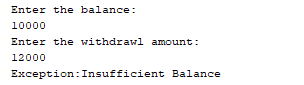 Enter the balance:
10000
Enter the withdrawl amount:
12000
Exception:Insufficient Balance